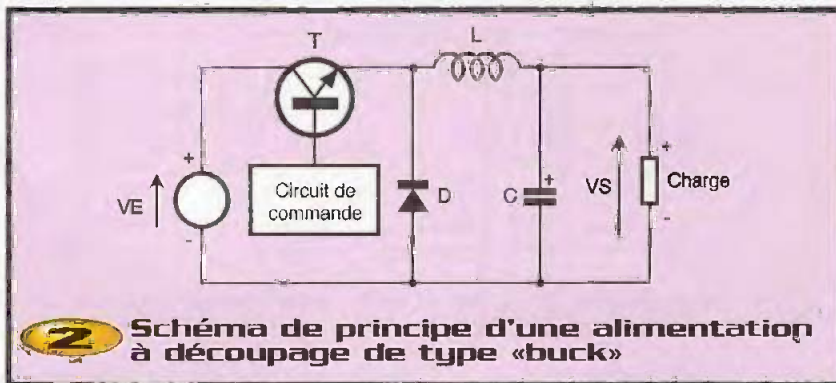 T
L
+
VE
-
Circuit de
commande
D
C
+
VS
+
Charge
-
2 Schéma de principe d'une alimentation
à découpage de type «buck»